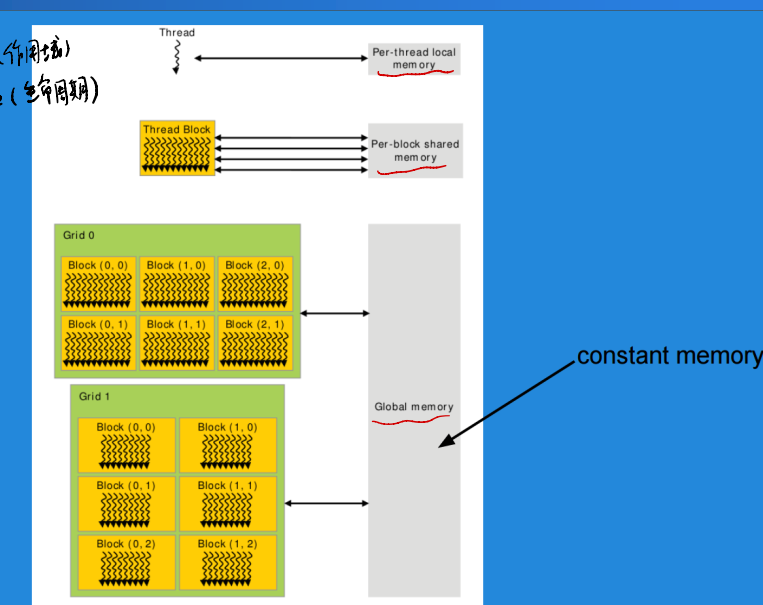 Thread
作用域)
(生命周期)
Per-thread local
memory
Thread Block
Per-block shared
memory
Grid 0
Block (0, 0) Block (1, 0) Block (2, 0)
Block (0, 1) Block (1, 1) Block (2, 1)
constant memory
Grid 1
Global memory
Block (0, 0) Block (1, 0)
Block (0, 1) Block (1, 1)
Block (0, 2) Block (1, 2)